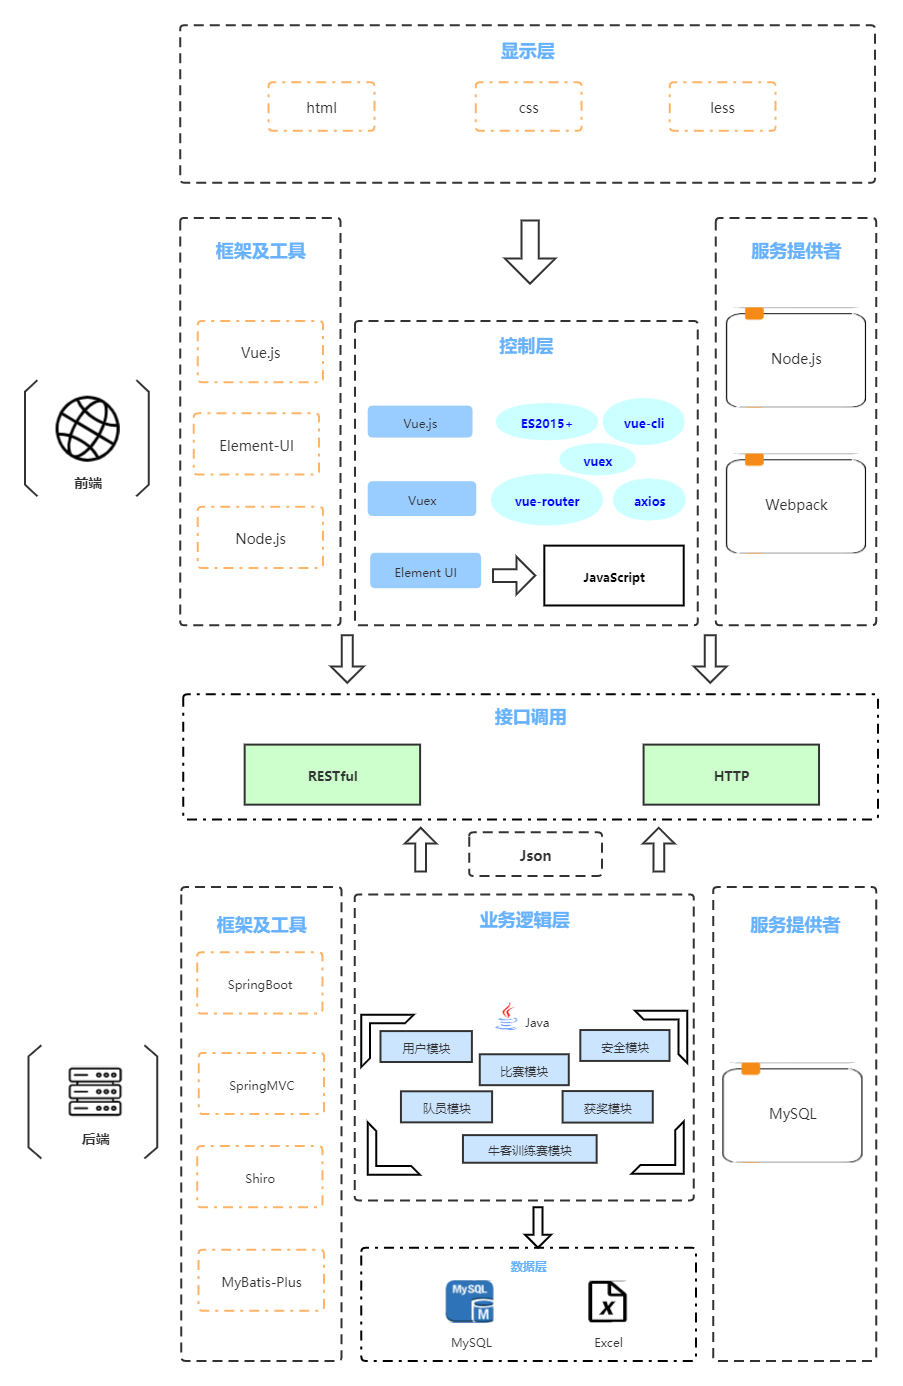 显示层
html
css
less
框架及工具
Vue.js
Element-UI
Node.js
前端
控制层
Vue.js
ES2015+
vue-cli
vuex
Vuex
vue-router
axios
Element UI
JavaScript
服务提供者
Node.js
Webpack
接口调用
RESTful
HTTP
Json
框架及工具
SpringBoot
SpringMVC
Shiro
MyBatis-Plus
后端
业务逻辑层
Java
用户模块
安全模块
比赛模块
队员模块
获奖模块
牛客训练赛模块
服务提供者
MySQL
数据层
MySQL
M
MySQL
X
Excel